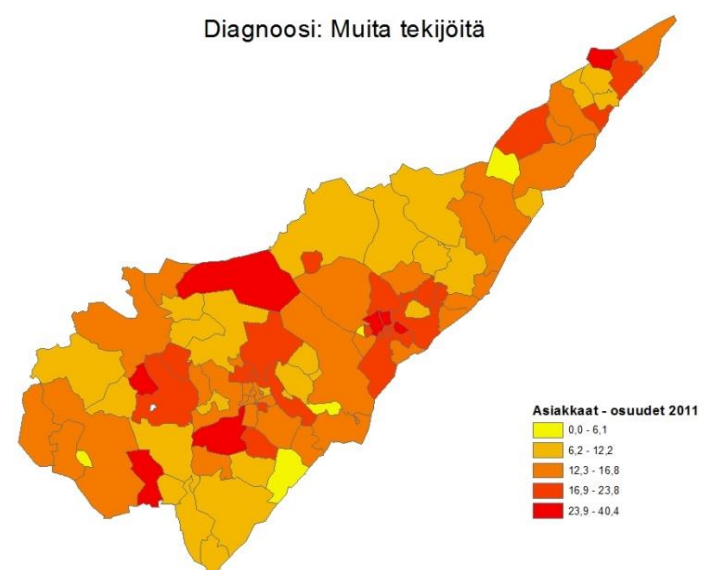 Diagnoosi: Muita tekijöitä
Asiakkaat - osuudet 2011
0,0 - 6,1
6,2 - 12,2
12,3 - 16,8
16,9 - 23,8
23,9 - 40,4